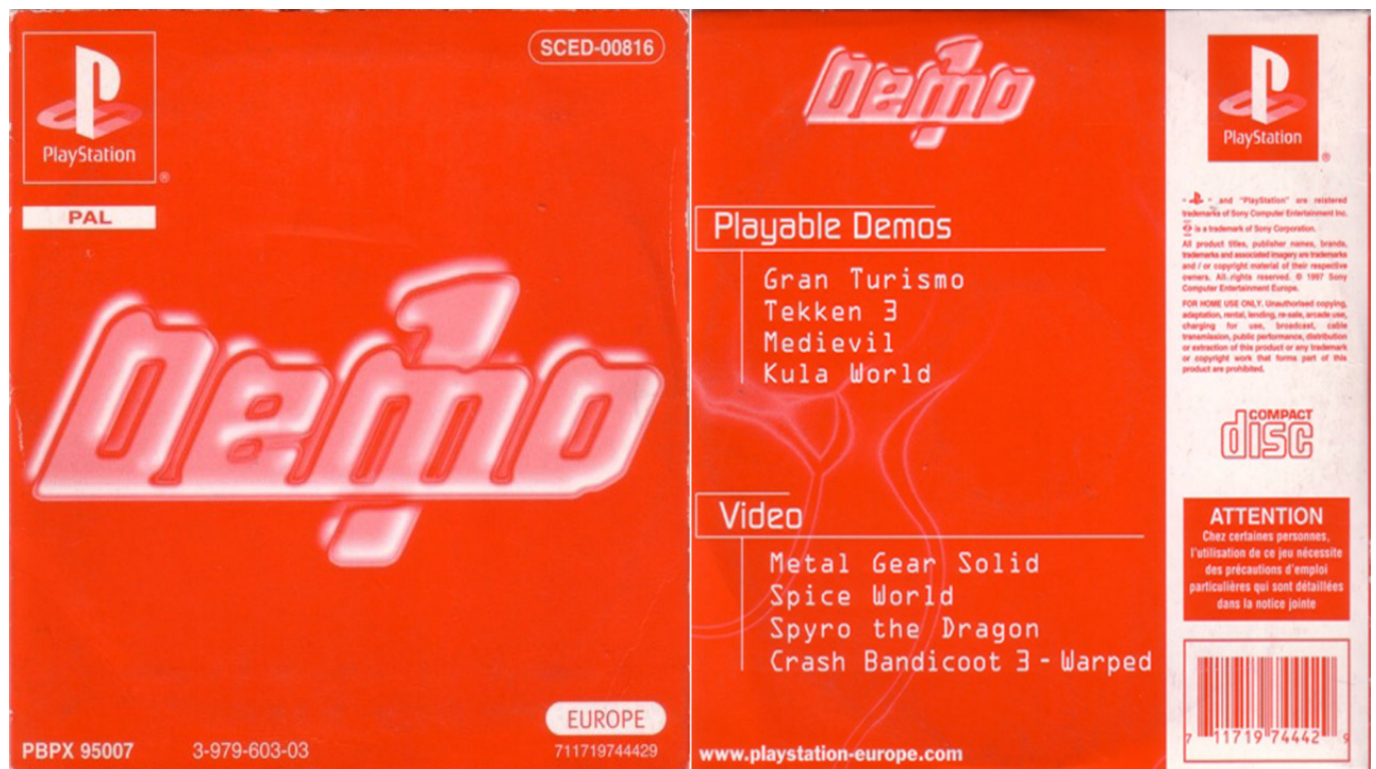 PlayStation
®
PAL
SCED-00816
Demo
1
EUROPE
PBPX 95007
3-979-603-03
711719744429
Demo
1
Playable Demos
Gran Turismo
Tekken 3
Medievil
Kula World
Video
Metal Gear Solid
Spice World
Spyro the Dragon
Crash Bandicoot 3 - Warped
www.playstation-europe.com
PlayStation
®
" " and "PlayStation" are reistered
trademarks of Sony Computer Entertainment Inc.
is a trademark of Sony Corporation.
All product titles, publisher names, brands,
trademarks and associated imagery are trademarks
and / or copyright material of their respective
owners. All rights reserved. © 1997 Sony
Computer Entertainment Europe.
FOR HOME USE ONLY. Unauthorised copying,
adaptation, rental, lending, re-sale, arcade use,
charging for use, broadcast, cable
transmission, public performance, distribution
or extraction of this product or any trademark
or copyright work that forms part of this
product are prohibited.
COMPACT
disc
ATTENTION
Chez certaines personnes,
l'utilisation de ce jeu nécessite
des précautions d'emploi
particulières qui sont détaillées
dans la notice jointe
7 11719 74442 9